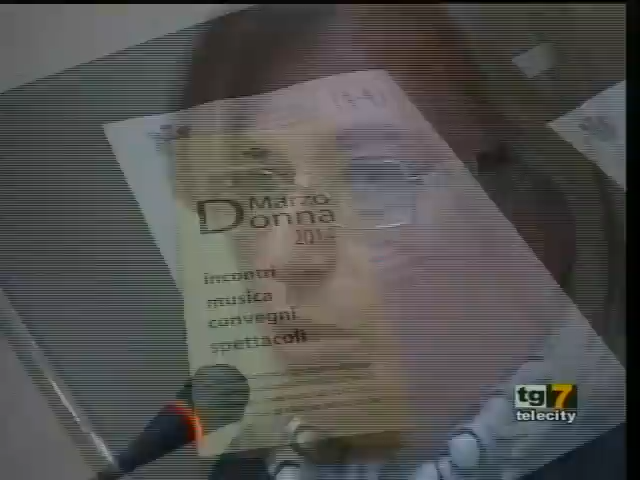 Marzo
Donna
2014
incontri
musica
convegni
spettacoli
tg7
telecity